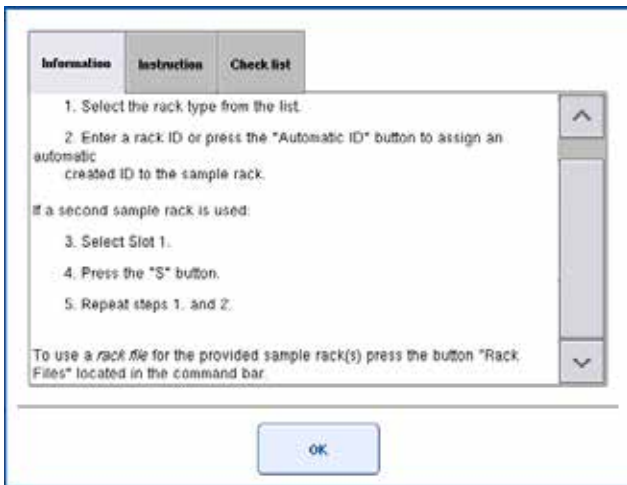 Information Instruction Check list
1. Select the rack type from the list.
2. Enter a rack ID or press the "Automatic ID" button to assign an
automatic
created ID to the sample rack.
If a second sample rack is used:
3. Select Slot 1.
4. Press the "S" button.
5. Repeat steps 1. and 2.
To use a rack file for the provided sample rack(s) press the button "Rack
Files" located in the command bar.
OK